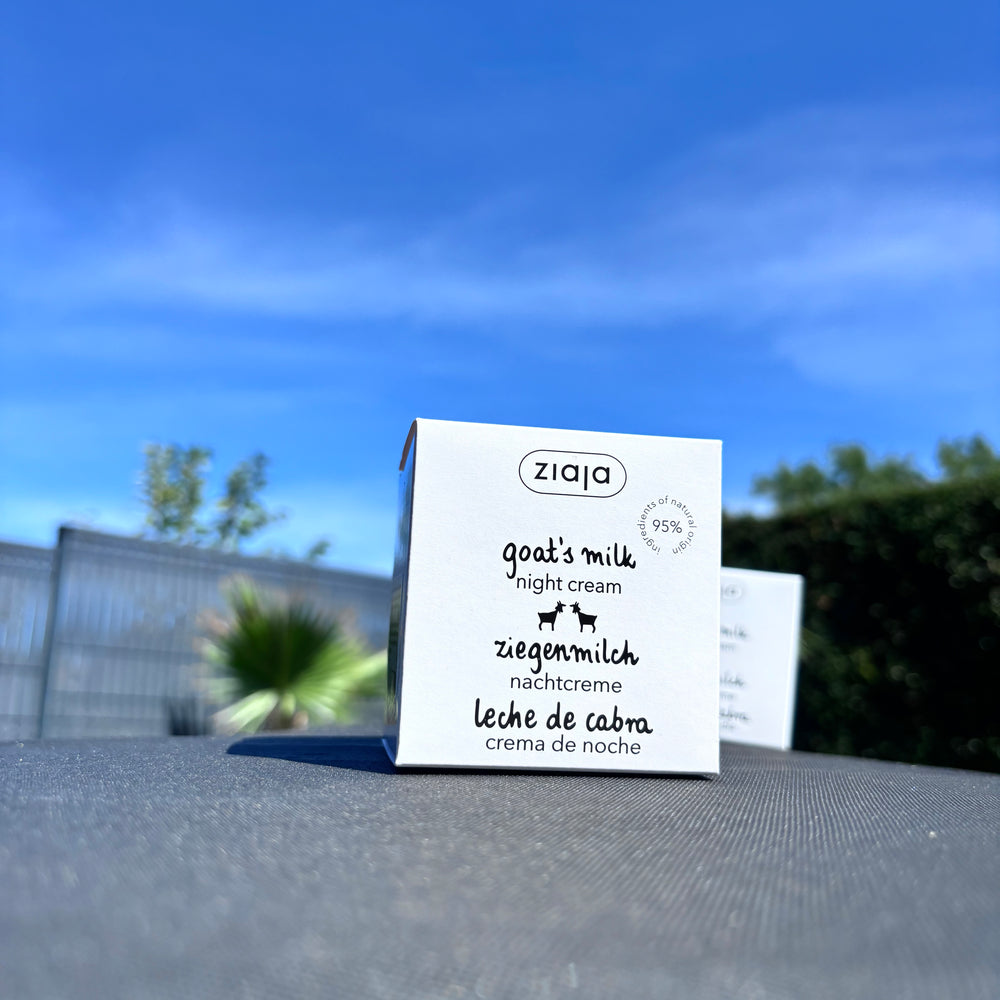 ziaja
ingredients of natural origin
95%
goat's milk
night cream
ziegenmilch
nachtcreme
leche de cabra
crema de noche